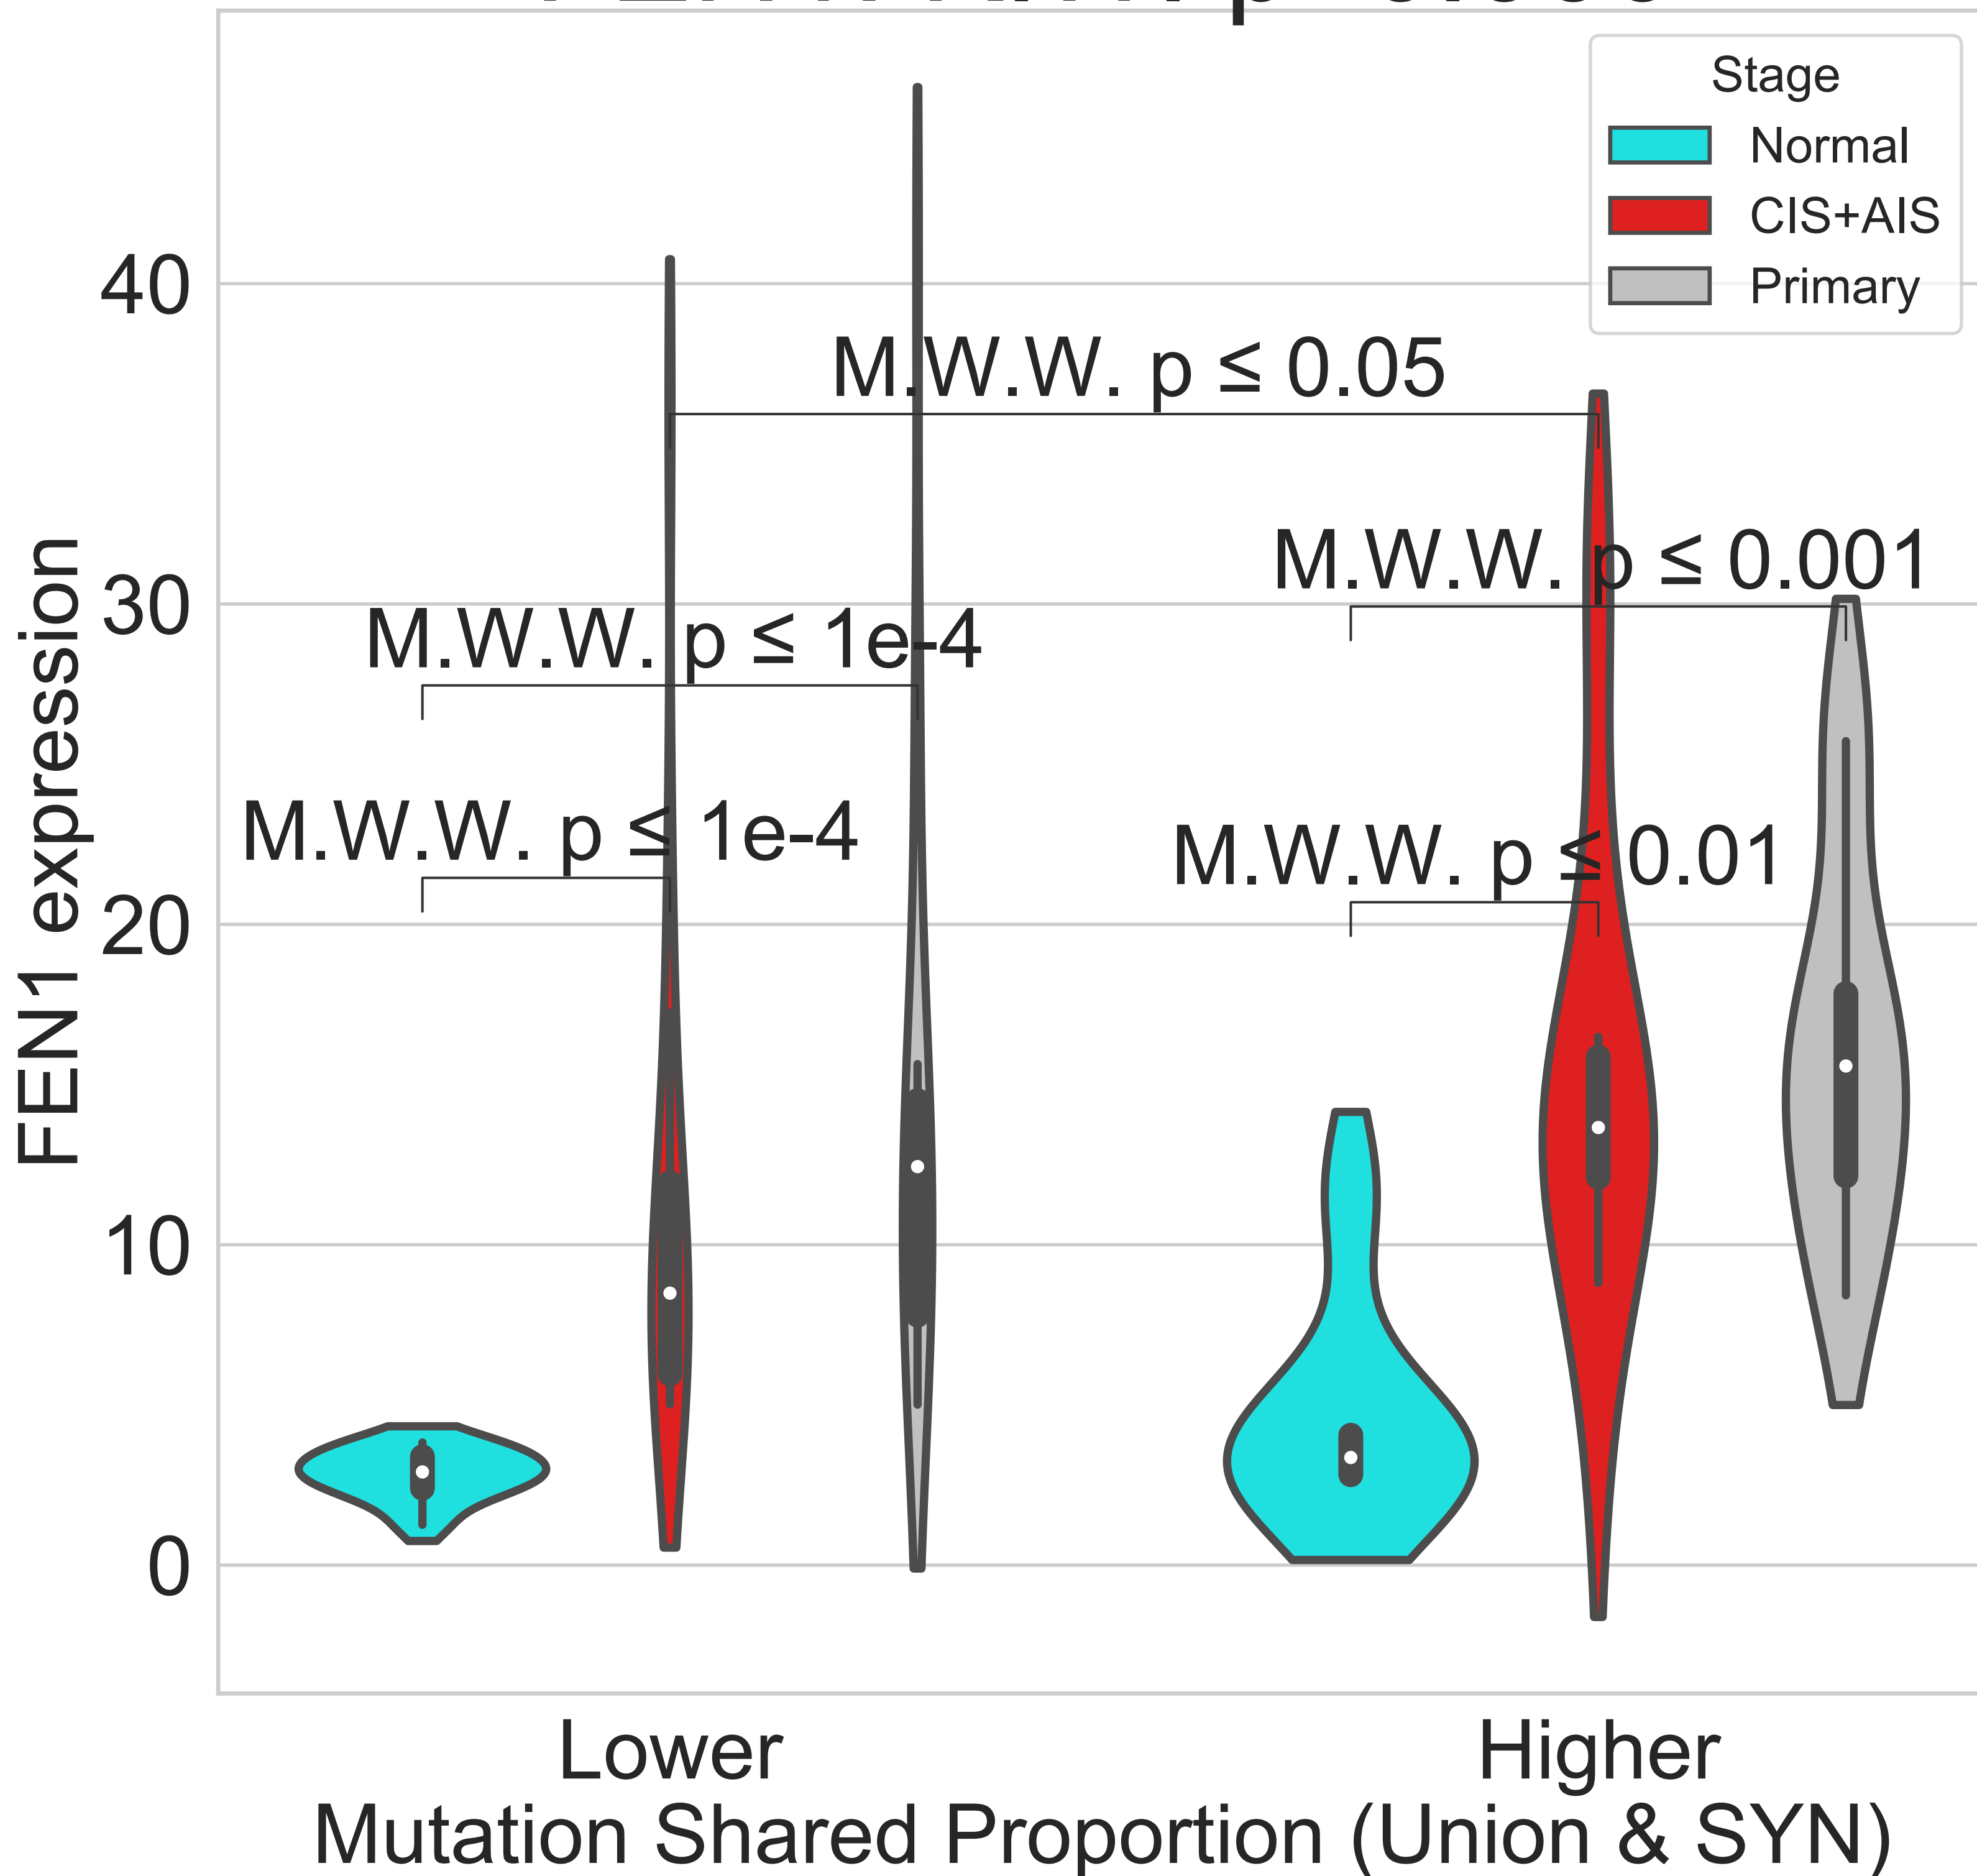 Stage
Normal
CIS+AIS
Primary
40
30
20
10
0
FEN1 expression
M.W.W. p ≤ 0.05
M.W.W. p ≤ 0.001
M.W.W. p ≤ 1e-4
M.W.W. p ≤ 1e-4
M.W.W. p ≤ 0.01
Lower
Higher
Mutation Shared Proportion (Union & SYN)